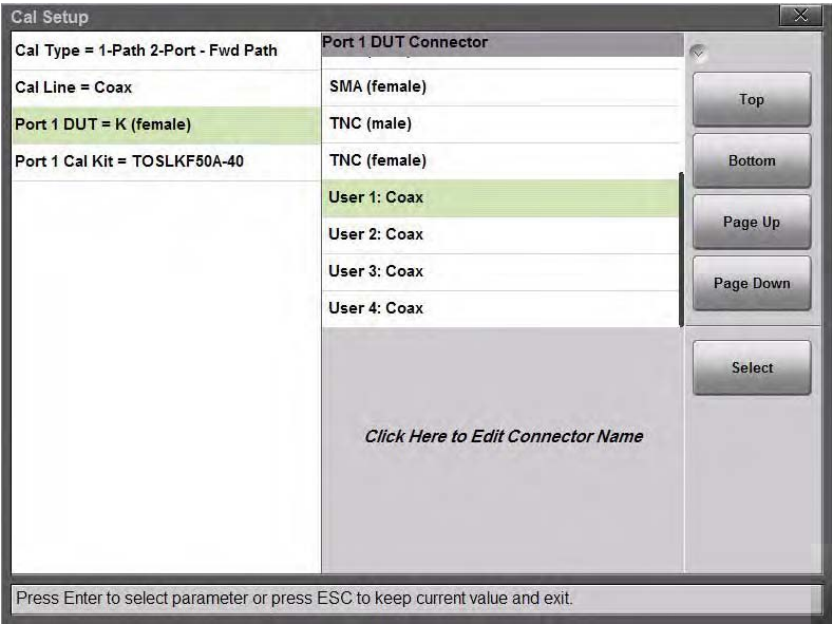 Cal Setup
Cal Type = 1-Path 2-Port - Fwd Path
Cal Line = Coax
Port 1 DUT = K (female)
Port 1 Cal Kit = TOSLKF50A-40
Port 1 DUT Connector
SMA (female)
TNC (male)
TNC (female)
User 1: Coax
User 2: Coax
User 3: Coax
User 4: Coax
Click Here to Edit Connector Name
Top
Bottom
Page Up
Page Down
Select
Press Enter to select parameter or press ESC to keep current value and exit.